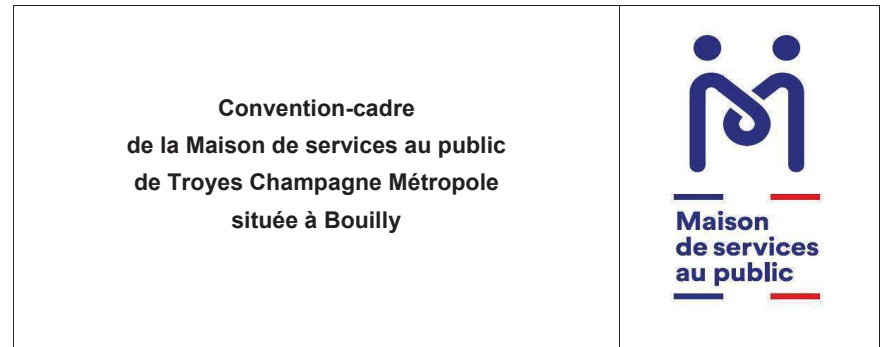 Convention-cadre
de la Maison de services au public
de Troyes Champagne Métropole
située à Bouilly
Maison
de services
au public